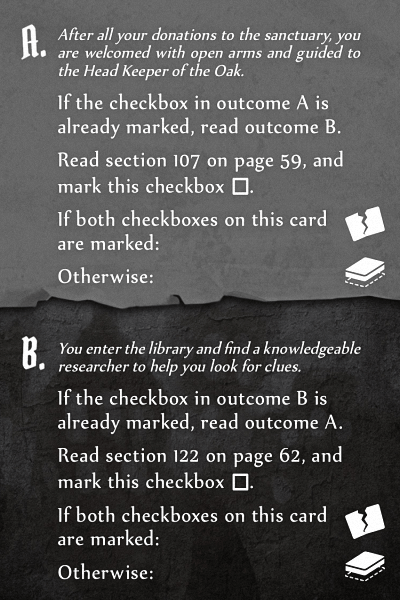 A. After all your donations to the sanctuary, you
are welcomed with open arms and guided to
the Head Keeper of the Oak.
If the checkbox in outcome A is
already marked, read outcome B.
Read section 107 on page 59, and
mark this checkbox ☐.
If both checkboxes on this card
are marked:
Otherwise:
B. You enter the library and find a knowledgeable
researcher to help you look for clues.
If the checkbox in outcome B is
already marked, read outcome A.
Read section 122 on page 62, and
mark this checkbox ☐.
If both checkboxes on this card
are marked:
Otherwise: